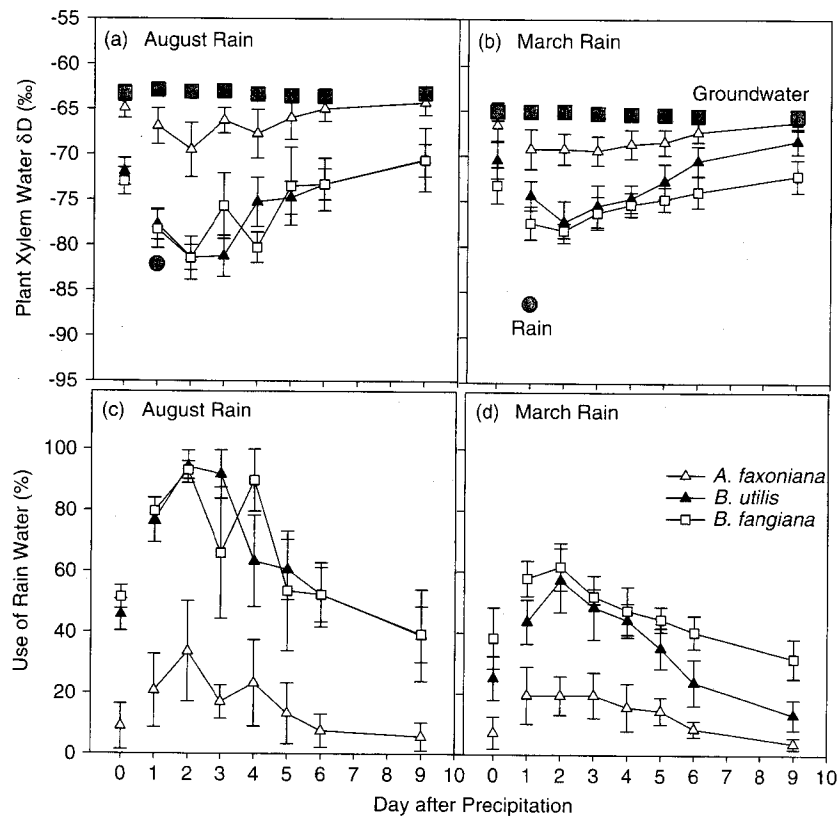 (a) August Rain
(b) March Rain
Groundwater
Rain
Plant Xylem Water δD (‰)
-55
-60
-65
-70
-75
-80
-85
-90
-95
(c) August Rain
(d) March Rain
A. faxoniana
B. utilis
B. fangiana
Use of Rain Water (%)
100
80
60
40
20
0
0 1 2 3 4 5 6 7 8 9 10
0 1 2 3 4 5 6 7 8 9 10
Day after Precipitation